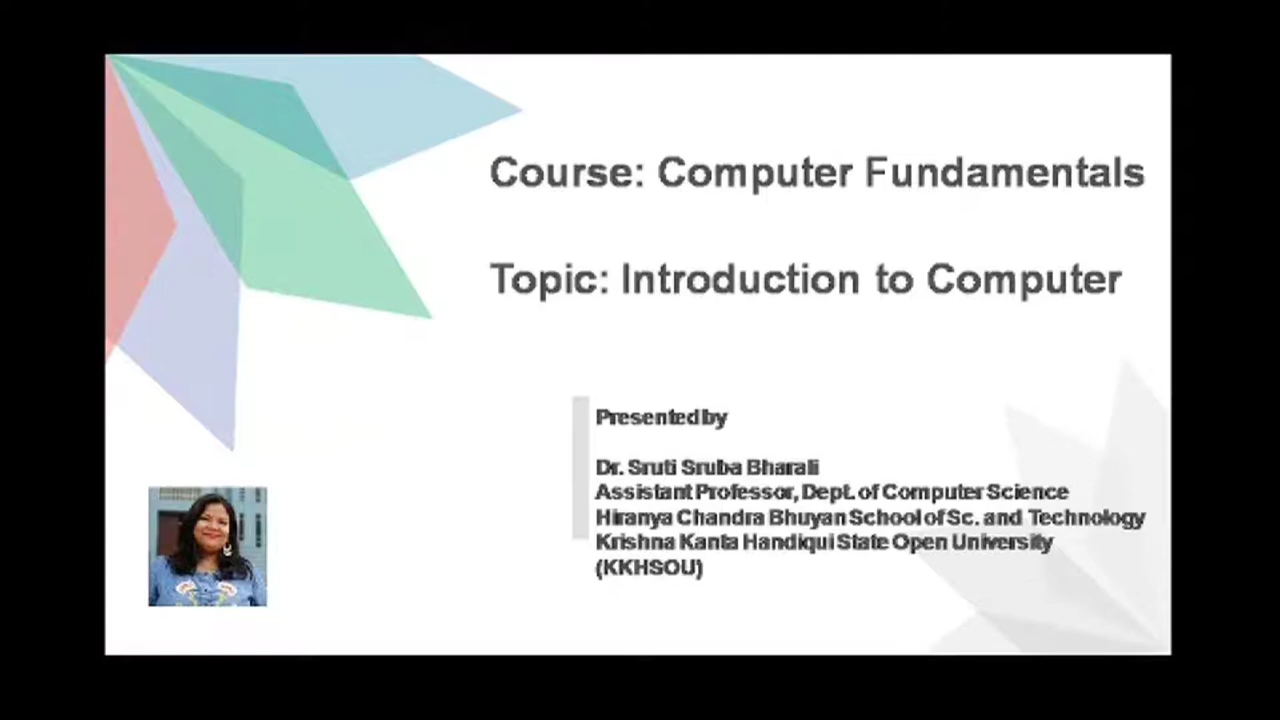 Course: Computer Fundamentals
Topic: Introduction to Computer
Presented by
Dr. Sruti Sruba Bharali
Assistant Professor, Dept. of Computer Science
Hiranya Chandra Bhuyan School of Sc. and Technology
Krishna Kanta Handiqui State Open University
(KKHSOU)